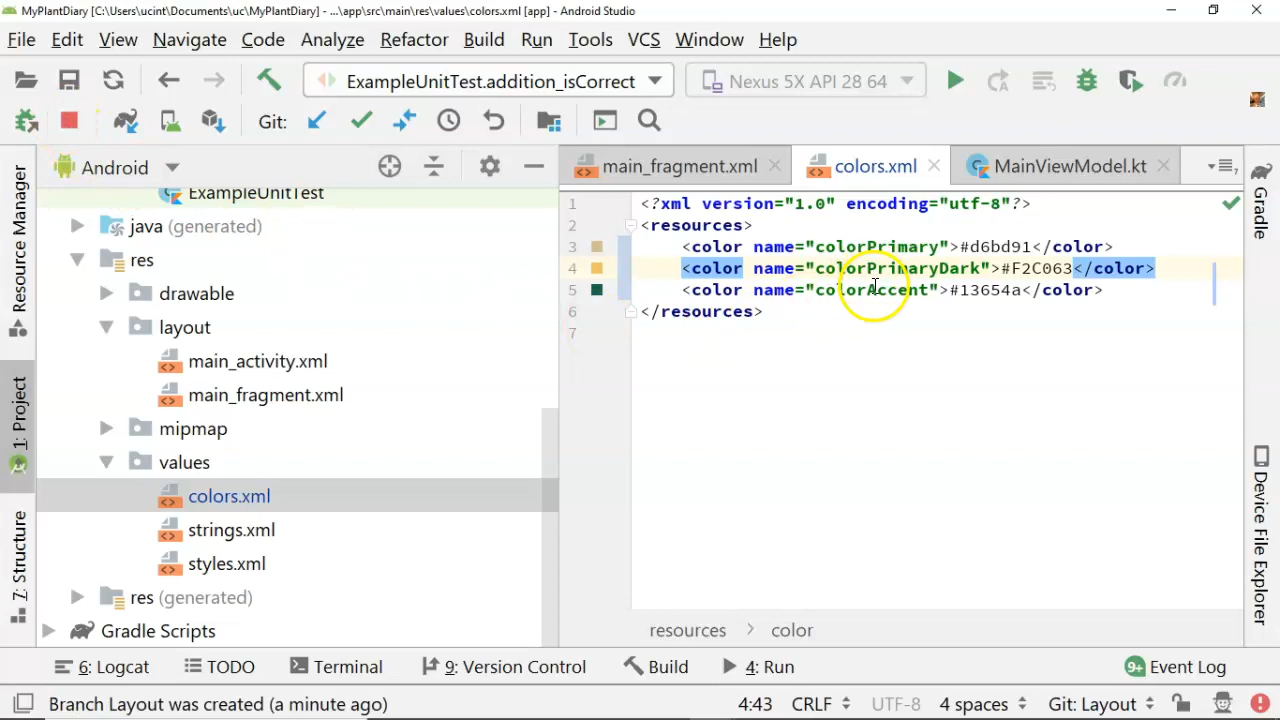 MyPlantDiary [C:\Users\ucint\Documents\uc\MyPlantDiary] - ...\app\src\main\res\values\colors.xml [app] - Android Studio
File Edit View Navigate Code Analyze Refactor Build Run Tools VCS Window Help
ExampleUnitTest.addition_isCorrect Nexus 5X API 28 64
Git:
Android
main_fragment.xml colors.xml MainViewModel.kt
ExampleUnitTest
java (generated)
res
drawable
layout
main_activity.xml
main_fragment.xml
mipmap
values
colors.xml
strings.xml
styles.xml
res (generated)
Gradle Scripts
1 <?xml version="1.0" encoding="utf-8"?>
2 <resources>
3 <color name="colorPrimary">#d6bd91</color>
4 <color name="colorPrimaryDark">#F2C063</color>
5 <color name="colorAccent">#13654a</color>
6 </resources>
7
resources > color
Resource Manager
1: Project
7: Structure
Gradle
Device File Explorer
6: Logcat TODO Terminal 9: Version Control Build 4: Run 9+ Event Log
Branch Layout was created (a minute ago) 4:43 CRLF UTF-8 4 spaces Git: Layout